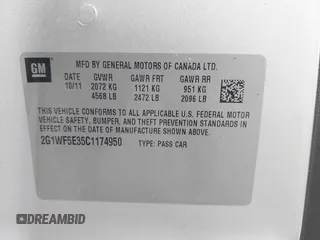 GM
MFD BY GENERAL MOTORS OF CANADA LTD.
DATE GVWR GAWR FRT GAWR RR
10/11 2072 KG 1121 KG 951 KG
4568 LB 2472 LB 2096 LB
THIS VEHICLE CONFORMS TO ALL APPLICABLE U.S. FEDERAL MOTOR
VEHICLE SAFETY, BUMPER, AND THEFT PREVENTION STANDARDS IN
EFFECT ON THE DATE OF MANUFACTURE SHOWN ABOVE.
2G1WF5E35C1174950 TYPE: PASS CAR
DREAMBID